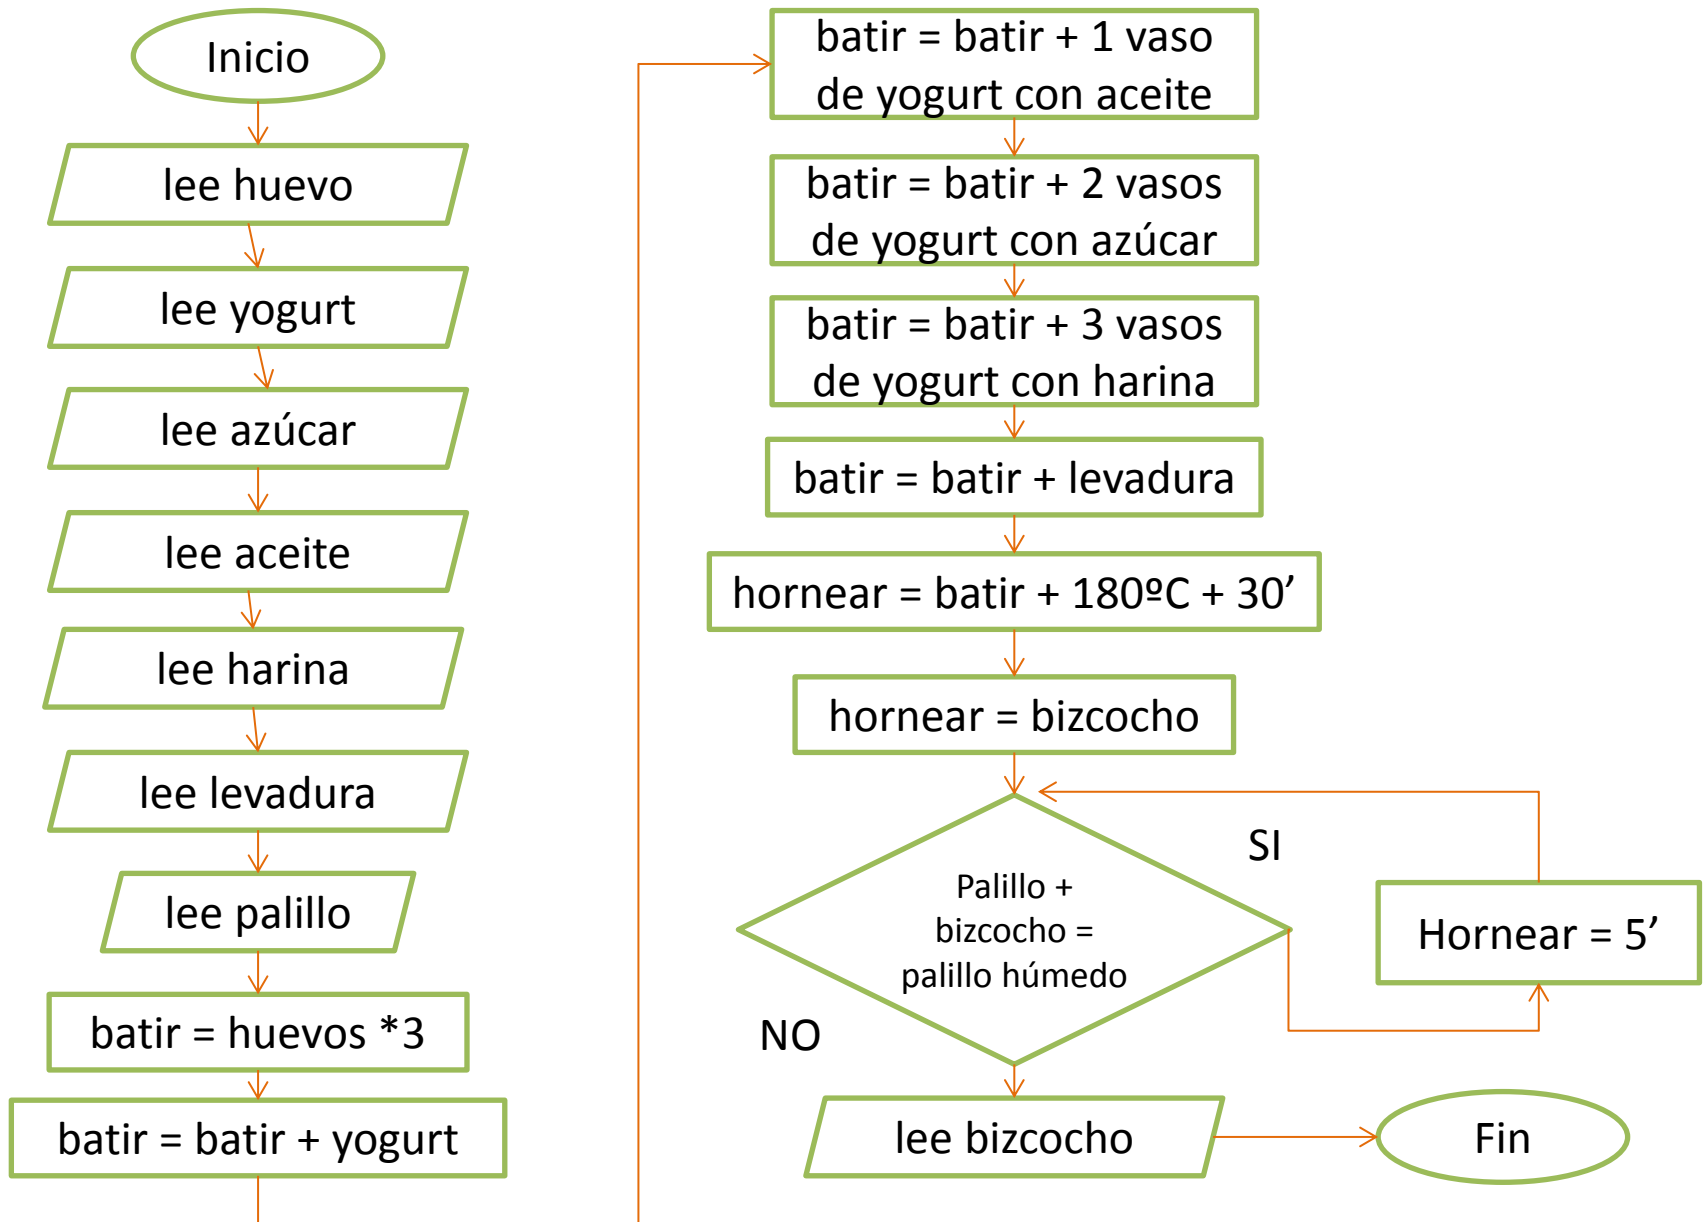 Inicio
lee huevo
lee yogurt
lee azúcar
lee aceite
lee harina
lee levadura
lee palillo
batir = huevos *3
batir = batir + yogurt
batir = batir + 1 vaso
de yogurt con aceite
batir = batir + 2 vasos
de yogurt con azúcar
batir = batir + 3 vasos
de yogurt con harina
batir = batir + levadura
hornear = batir + 180ºC + 30’
hornear = bizcocho
Palillo +
bizcocho =
palillo húmedo
SI
Hornear = 5’
NO
lee bizcocho
Fin